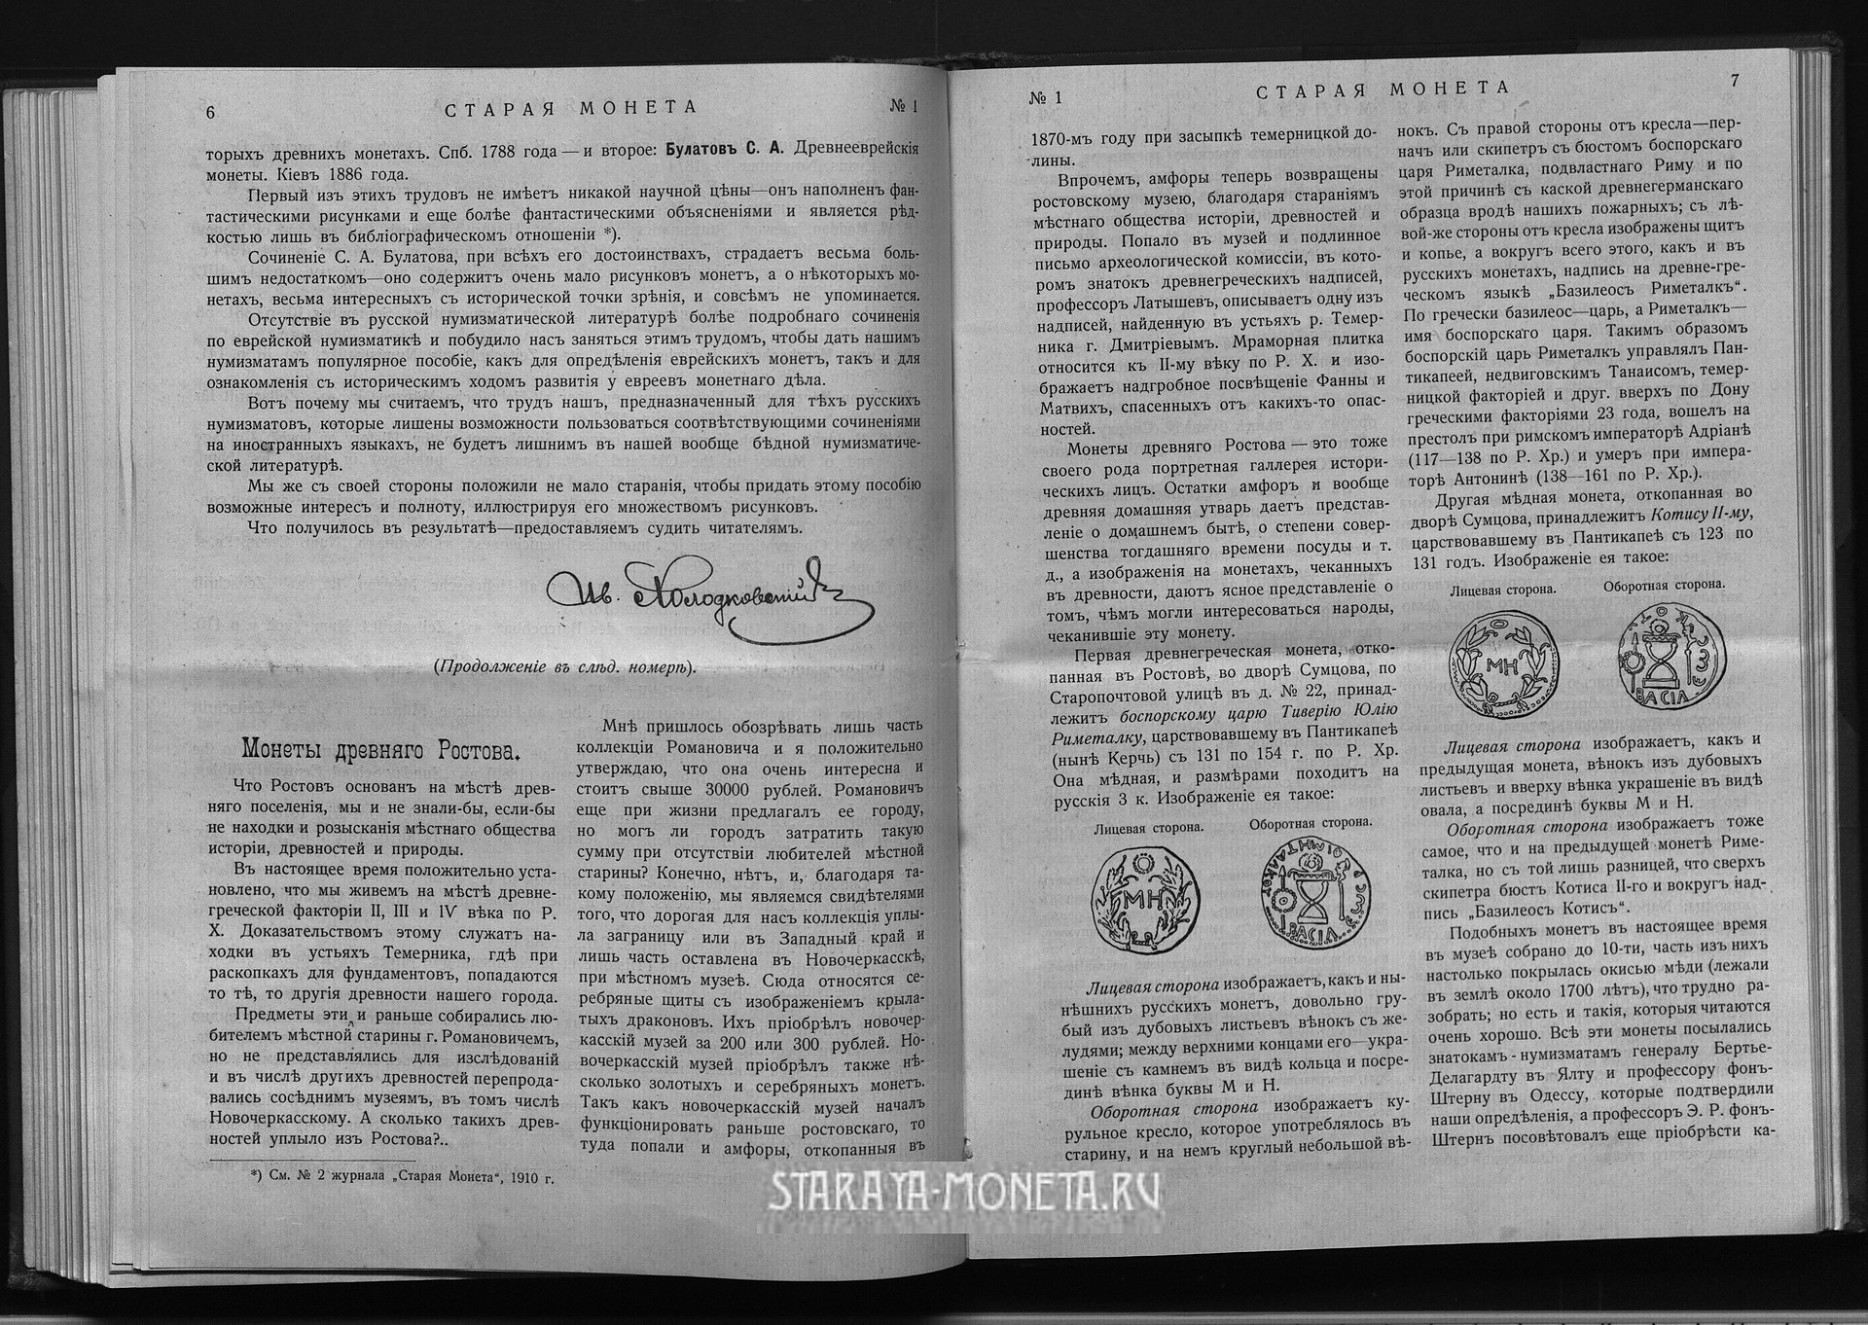 6
СТАРАЯ МОНЕТА
№ 1
торыхъ древнихъ монетахъ. Спб. 1788 года — и второе: Булатовъ С. А. Древнееврейскія
монеты. Кіевъ 1886 года.
Первый изъ этихъ трудовъ не имѣетъ никакой научной цѣны—онъ наполненъ фан-
тастическими рисунками и еще болѣе фантастическими объясненіями и является рѣд-
костью лишь въ библіографическомъ отношеніи *).
Сочиненіе С. А. Булатова, при всѣхъ его достоинствахъ, страдаетъ весьма боль-
шимъ недостаткомъ—оно содержитъ очень мало рисунковъ монетъ, а о нѣкоторыхъ мо-
нетахъ, весьма интересныхъ съ исторической точки зрѣнія, и совсѣмъ не упоминается.
Отсутствіе въ русской нумизматической литературѣ болѣе подробнаго сочиненія
по еврейской нумизматикѣ и побудило насъ заняться этимъ трудомъ, чтобы дать нашимъ
нумизматамъ популярное пособіе, какъ для опредѣленія еврейскихъ монетъ, такъ и для
ознакомленія съ историческимъ ходомъ развитія у евреевъ монетнаго дѣла.
Вотъ почему мы считаемъ, что трудъ нашъ, предназначенный для тѣхъ русскихъ
нумизматовъ, которые лишены возможности пользоваться соотвѣтствующими сочиненіями
на иностранныхъ языкахъ, не будетъ лишнимъ въ нашей вообще бѣдной нумизматиче-
ской литературѣ.
Мы же съ своей стороны положили не мало старанія, чтобы придать этому пособію
возможные интересъ и полноту, иллюстрируя его множествомъ рисунковъ.
Что получилось въ результатѣ—предоставляемъ судить читателямъ.
Ив. Холодковскій
(Продолженіе въ слѣд. номерѣ).
Монеты древняго Ростова.
Что Ростовъ основанъ на мѣстѣ древ-
няго поселенія, мы и не знали-бы, если-бы
не находки и розысканія мѣстнаго общества
исторіи, древностей и природы.
Въ настоящее время положительно уста-
новлено, что мы живемъ на мѣстѣ древне-
греческой факторіи II, III и IV вѣка по Р.
X. Доказательствомъ этому служатъ на-
ходки въ устьяхъ Темерника, гдѣ при
раскопкахъ для фундаментовъ, попадаются
то тѣ, то другія древности нашего города.
Предметы эти и раньше собирались лю-
бителемъ мѣстной старины г. Романовичемъ,
но не представлялись для изслѣдованій
и въ числѣ другихъ древностей перепрода-
вались сосѣднимъ музеямъ, въ томъ числѣ
Новочеркасскому. А сколько такихъ древ-
ностей уплыло изъ Ростова?..
*) См. № 2 журнала „Старая Монета“, 1910 г.
Мнѣ пришлось обозрѣвать лишь часть
коллекціи Романовича и я положительно
утверждаю, что она очень интересна и
стоитъ свыше 30000 рублей. Романовичъ
еще при жизни предлагалъ ее городу,
но могъ ли городъ затратить такую
сумму при отсутствіи любителей мѣстной
старины? Конечно, нѣтъ, и, благодаря та-
кому положенію, мы являемся свидѣтелями
того, что дорогая для насъ коллекція уплы-
ла заграницу или въ Западный край и
лишь часть оставлена въ Новочеркасскѣ,
при мѣстномъ музеѣ. Сюда относятся се-
ребряные щиты съ изображеніемъ крыла-
тыхъ драконовъ. Ихъ пріобрѣлъ новочер-
касскій музей за 200 или 300 рублей. Но-
вочеркасскій музей пріобрѣлъ также нѣ-
сколько золотыхъ и серебряныхъ монетъ.
Такъ какъ новочеркасскій музей началъ
функціонировать раньше ростовскаго, то
туда попали и амфоры, откопанныя въ
№ 1
СТАРАЯ МОНЕТА
7
1870-мъ году при засыпкѣ темерницкой до-
лины.
Впрочемъ, амфоры теперь возвращены
ростовскому музею, благодаря стараніямъ
мѣстнаго общества исторіи, древностей и
природы. Попало въ музей и подлинное
письмо археологической комиссіи, въ кото-
ромъ знатокъ древнегреческихъ надписей,
профессоръ Латышевъ, описываетъ одну изъ
надписей, найденную въ устьяхъ р. Темер-
ника г. Дмитріевымъ. Мраморная плитка
относится къ II-му вѣку по Р. X. и изо-
бражаетъ надгробное посвѣщеніе Фанны и
Матвихъ, спасенныхъ отъ какихъ-то опас-
ностей.
Монеты древняго Ростова — это тоже
своего рода портретная галлерея истори-
ческихъ лицъ. Остатки амфоръ и вообще
древняя домашняя утварь даетъ представ-
леніе о домашнемъ бытѣ, о степени совер-
шенства тогдашняго времени посуды и т.
д., а изображенія на монетахъ, чеканныхъ
въ древности, даютъ ясное представленіе о
томъ, чѣмъ могли интересоваться народы,
чеканившіе эту монету.
Первая древнегреческая монета, отко-
панная въ Ростовѣ, во дворѣ Сумцова, по
Старопочтовой улицѣ въ д. № 22, принад-
лежитъ боспорскому царю Тиверію Юлію
Риметалку, царствовавшему въ Пантикапеѣ
(нынѣ Керчь) съ 131 по 154 г. по Р. Хр.
Она мѣдная, и размѣрами походитъ на
русскія 3 к. Изображеніе ея такое:
Лицевая сторона.
Оборотная сторона.
МН
ВАСІЛ
Лицевая сторона изображаетъ, какъ и ны-
нѣшнихъ русскихъ монетъ, довольно гру-
бый изъ дубовыхъ листьевъ вѣнокъ съ же-
лудями; между верхними концами его—укра-
шеніе съ камнемъ въ видѣ кольца и посре-
динѣ вѣнка буквы М и Н.
Оборотная сторона изображаетъ ку-
рульное кресло, которое употреблялось въ
старину, и на немъ круглый небольшой вѣ-
нокъ. Съ правой стороны отъ кресла—пер-
начъ или скипетръ съ бюстомъ боспорскаго
царя Риметалка, подвластнаго Риму и по
этой причинѣ съ каской древнегерманскаго
образца вродѣ нашихъ пожарныхъ; съ лѣ-
вой-же стороны отъ кресла изображены щитъ
и копье, а вокругъ всего этого, какъ и въ
русскихъ монетахъ, надпись на древне-гре-
ческомъ языкѣ „Базилеосъ Риметалкъ“.
По гречески базилеос—царь, а Риметалкъ—
имя боспорскаго царя. Такимъ образомъ
боспорскій царь Риметалкъ управлялъ Пан-
тикапеей, недвиговскимъ Танаисомъ, темер-
ницкой факторіей и друг. вверхъ по Дону
греческими факторіями 23 года, вошелъ на
престолъ при римскомъ императорѣ Адріанѣ
(117—138 по Р. Хр.) и умеръ при импера-
торѣ Антонинѣ (138—161 по Р. Хр.).
Другая мѣдная монета, откопанная во
дворѣ Сумцова, принадлежитъ Котису II-му,
царствовавшему въ Пантикапеѣ съ 123 по
131 годъ. Изображеніе ея такое:
Лицевая сторона.
Оборотная сторона.
МН
ВАСІЛ
Лицевая сторона изображаетъ, какъ и
предыдущая монета, вѣнокъ изъ дубовыхъ
листьевъ и вверху вѣнка украшеніе въ видѣ
овала, а посрединѣ буквы М и Н.
Оборотная сторона изображаетъ тоже
самое, что и на предыдущей монетѣ Риме-
талка, но съ той лишь разницей, что сверхъ
скипетра бюстъ Котиса II-го и вокругъ над-
пись „Базилеосъ Котисъ“.
Подобныхъ монетъ въ настоящее время
въ музеѣ собрано до 10-ти, часть изъ нихъ
настолько покрылась окисью мѣди (лежали
въ землѣ около 1700 лѣтъ), что трудно ра-
зобрать; но есть и такія, которыя читаются
очень хорошо. Всѣ эти монеты посылались
знатокамъ-нумизматамъ генералу Бертье-
Делагардту въ Ялту и профессору фонъ-
Штерну въ Одессу, которые подтвердили
наши опредѣленія, а профессоръ Э. Р. фонъ-
Штернъ посовѣтовалъ еще пріобрѣсти ка-
STARAYA-MONETA.RU